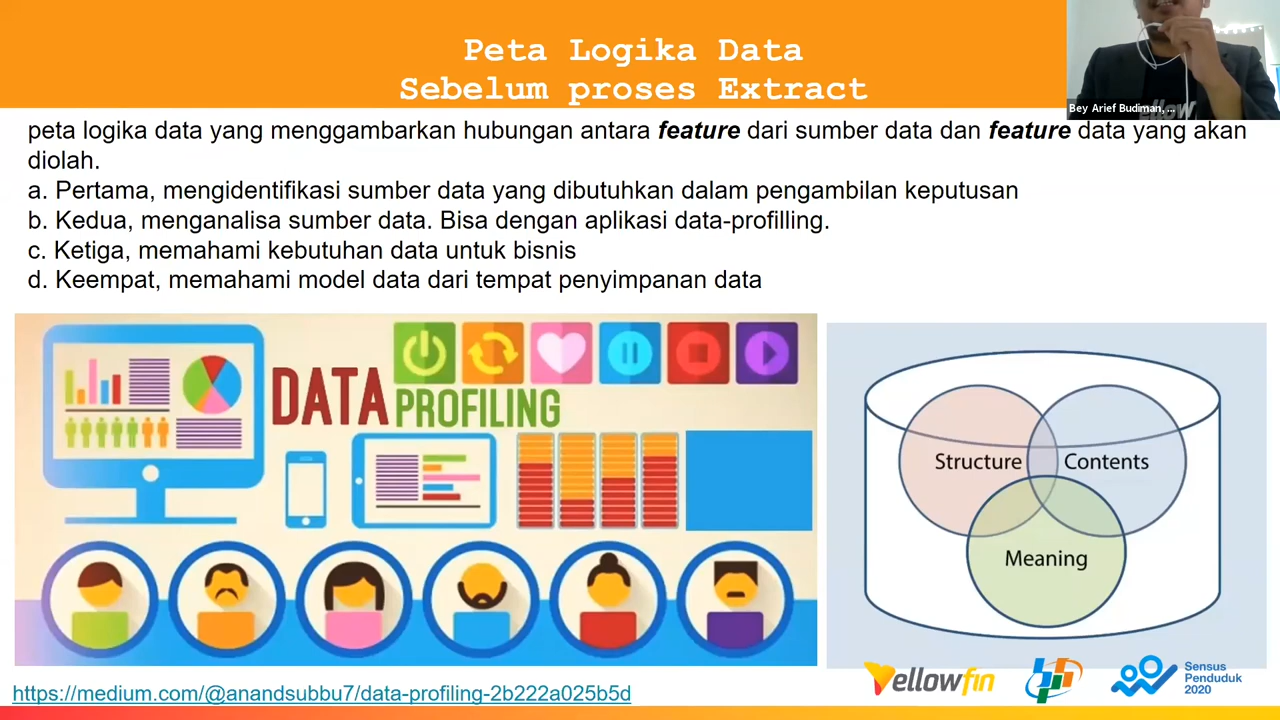 Peta Logika Data
Sebelum proses Extract
Bey Arief Budiman, ...
ellow
peta logika data yang menggambarkan hubungan antara feature dari sumber data dan feature data yang akan
diolah.
a. Pertama, mengidentifikasi sumber data yang dibutuhkan dalam pengambilan keputusan
b. Kedua, menganalisa sumber data. Bisa dengan aplikasi data-profilling.
c. Ketiga, memahami kebutuhan data untuk bisnis
d. Keempat, memahami model data dari tempat penyimpanan data
DATA PROFILING
Structure Contents
Meaning
Yellowfin
Sensus
Penduduk
2020
https://medium.com/@anandsubbu7/data-profiling-2b222a025b5d